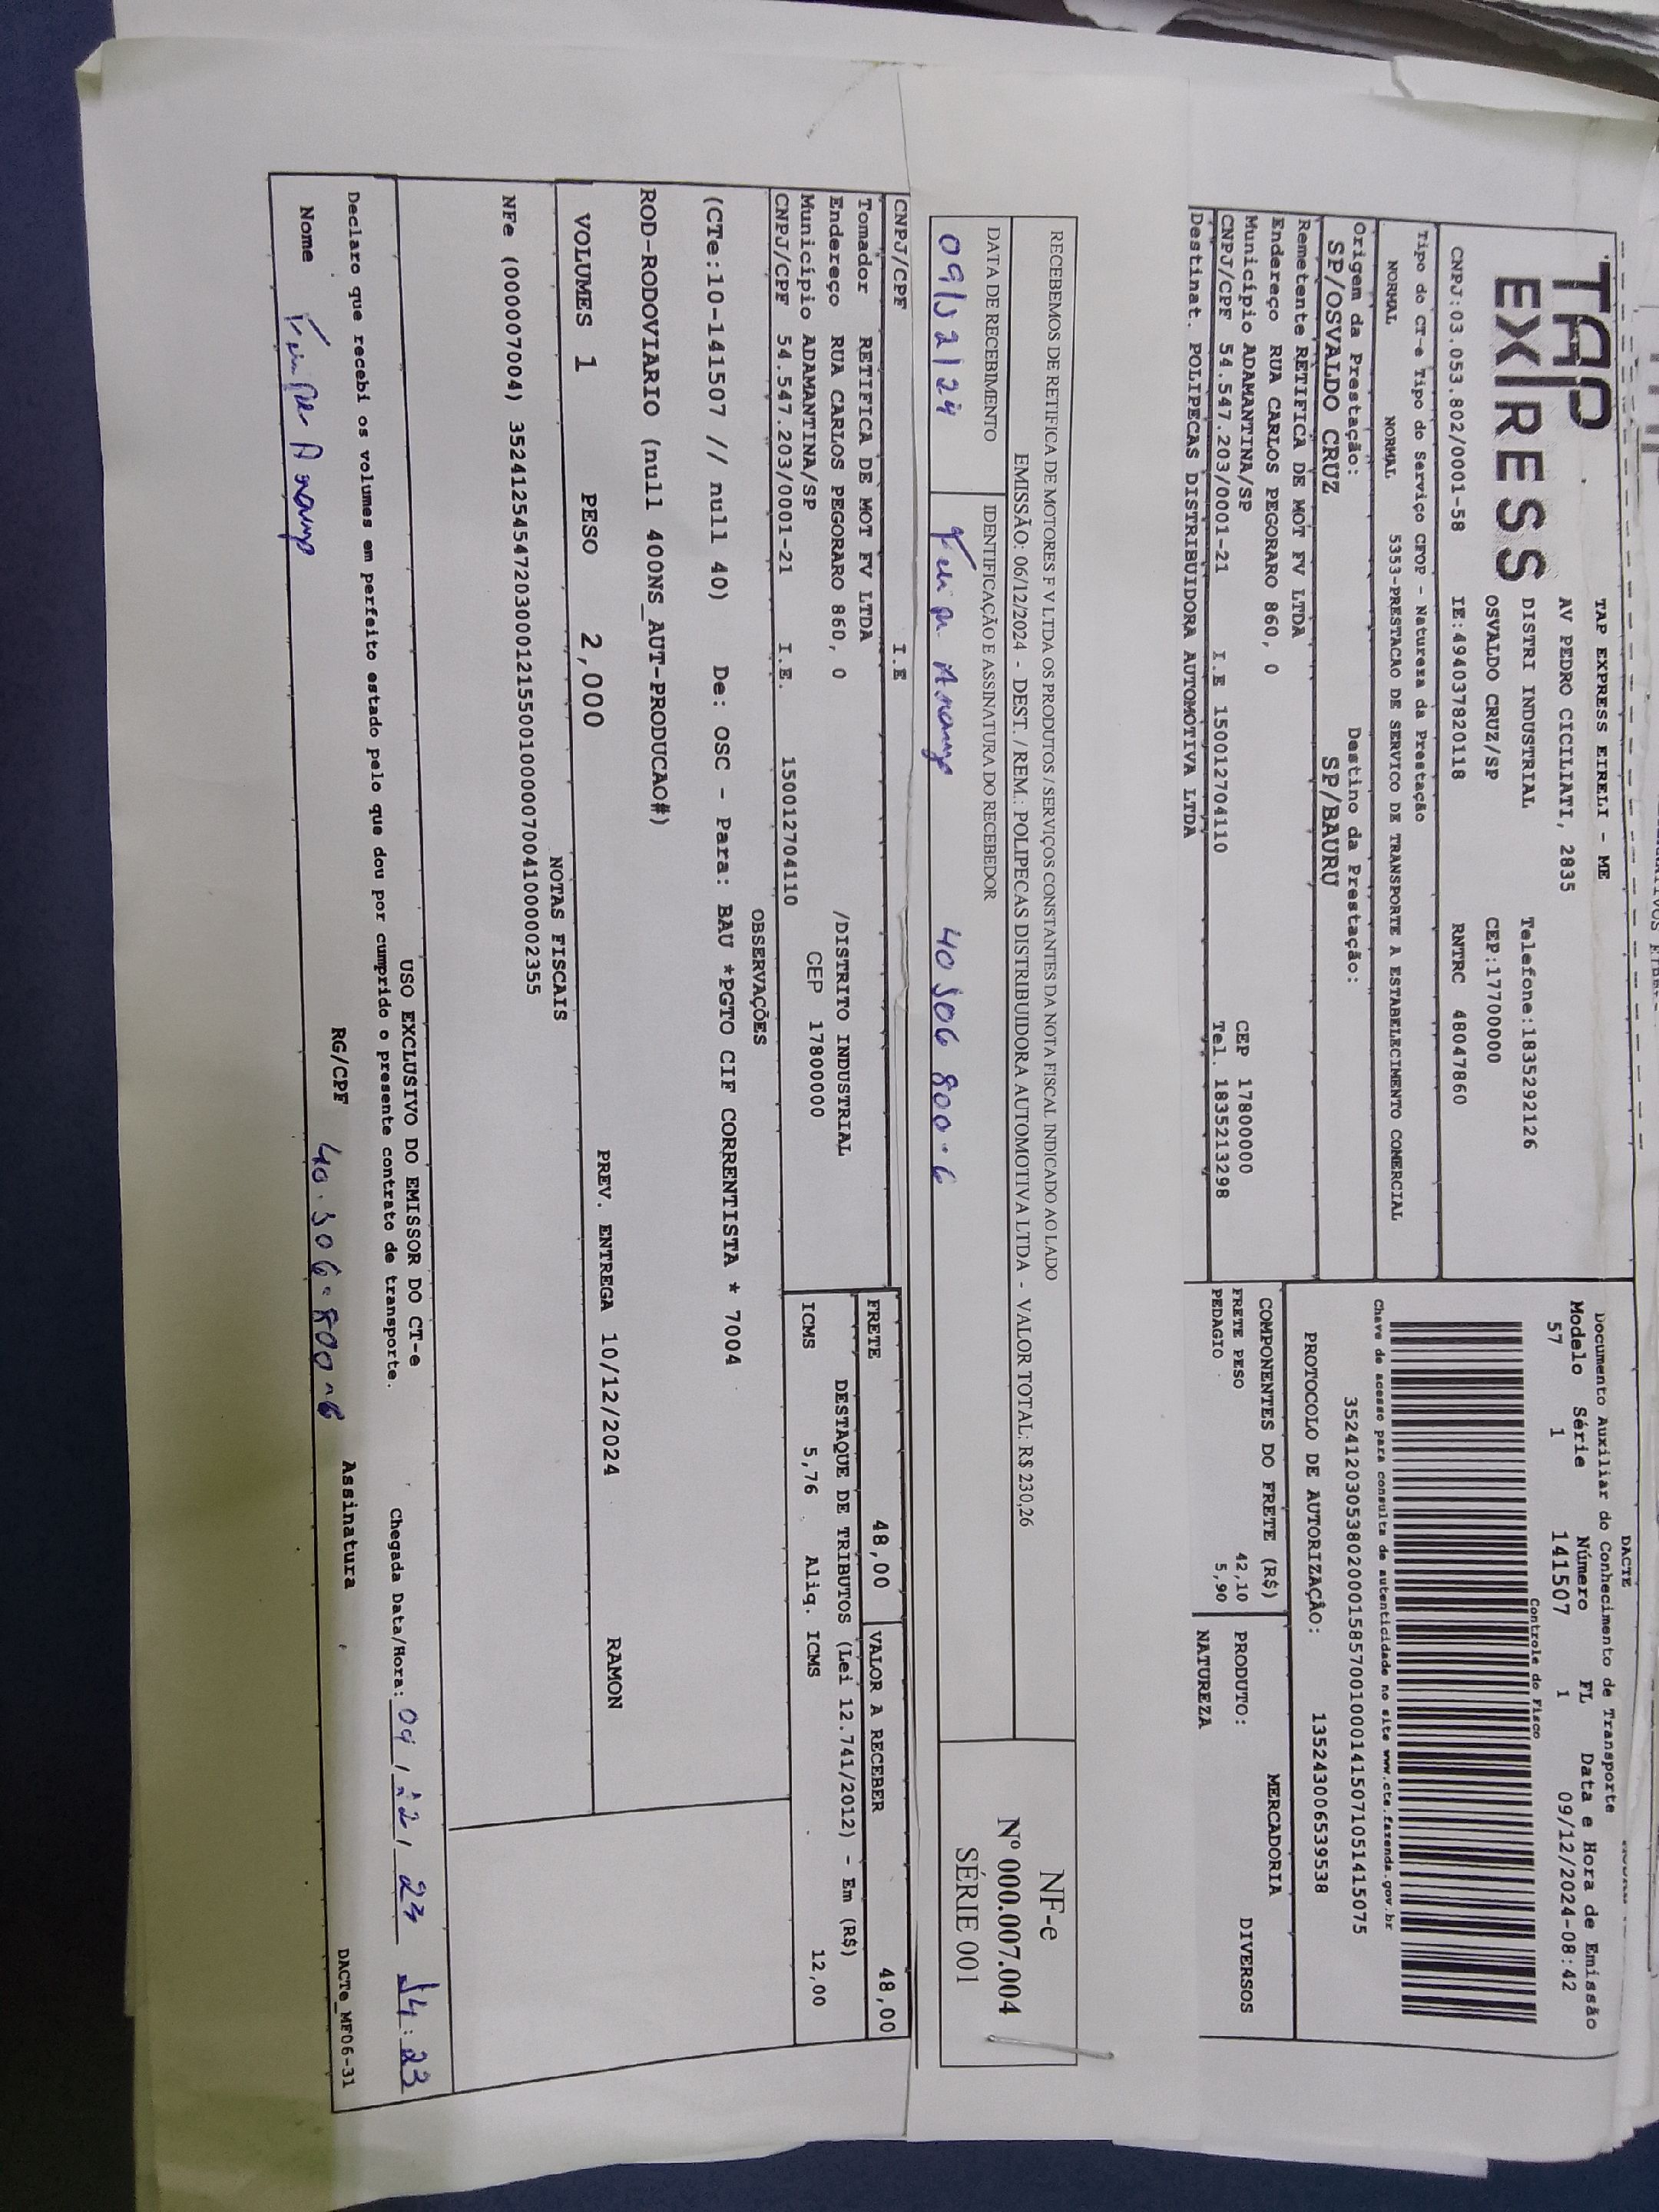 TAP
EXPRESS
TAP EXPRESS EIRELI - ME
AV PEDRO CICILIATI, 2835
DISTRI INDUSTRIAL Telefone:1835292126
OSVALDO CRUZ/SP CEP:17700000
CNPJ:03.053.802/0001-58 IE:494037820118 RNTRC 48047860
Tipo do CT-e Tipo do Serviço CFOP - Natureza da Prestação
NORMAL NORMAL 5353-PRESTACAO DE SERVICO DE TRANSPORTE A ESTABELECIMENTO COMERCIAL
Origem da Prestação: Destino da Prestação:
SP/OSVALDO CRUZ SP/BAURU
Remetente RETIFICA DE MOT FV LTDA
Endereço RUA CARLOS PEGORARO 860, 0
Município ADAMANTINA/SP CEP 17800000
CNPJ/CPF 54.547.203/0001-21 I.E 150012704110 Tel. 1835213298
Destinat. POLIPECAS DISTRIBUIDORA AUTOMOTIVA LTDA
DACTE
Documento Auxiliar do Conhecimento de Transporte
Modelo Série Número FL Data e Hora de Emissão
57 1 141507 1 09/12/2024-08:42
Controle do Fisco
Chave de acesso para consulta de autenticidade no site www.cte.fazenda.gov.br
35241203053802000158570010001415071051415075
PROTOCOLO DE AUTORIZAÇÃO: 135243006539538
COMPONENTES DO FRETE (R$) MERCADORIA
FRETE PESO 42,10 PRODUTO: DIVERSOS
PEDAGIO 5,90 NATUREZA
RECEBEMOS DE RETIFICA DE MOTORES F V LTDA OS PRODUTOS / SERVIÇOS CONSTANTES DA NOTA FISCAL INDICADO AO LADO
EMISSÃO: 06/12/2024 - DEST. / REM.: POLIPECAS DISTRIBUIDORA AUTOMOTIVA LTDA - VALOR TOTAL: R$ 230,26
DATA DE RECEBIMENTO IDENTIFICAÇÃO E ASSINATURA DO RECEBEDOR
09/12/24 40 506 800-6
NF-e
Nº 000.007.004
SÉRIE 001
CNPJ/CPF I.E
Tomador RETIFICA DE MOT FV LTDA
Endereço RUA CARLOS PEGORARO 860, 0 /DISTRITO INDUSTRIAL
Município ADAMANTINA/SP CEP 17800000
CNPJ/CPF 54.547.203/0001-21 I.E. 150012704110
FRETE 48,00 VALOR A RECEBER 48,00
DESTAQUE DE TRIBUTOS (Lei 12.741/2012) - Em (R$)
ICMS 5,76 Aliq. ICMS 12,00
OBSERVAÇÕES
(CTe:10-141507 // null 40) De: OSC - Para: BAU *PGTO CIF CORRENTISTA * 7004
ROD-RODOVIARIO (null 400NS_AUT-PRODUCAO#)
VOLUMES 1 PESO 2,000 PREV. ENTREGA 10/12/2024 RAMON
NOTAS FISCAIS
NFe (000007004) 35241254547203000121550010000070041000002355
USO EXCLUSIVO DO EMISSOR DO CT-e
Declaro que recebi os volumes em perfeito estado pelo que dou por cumprido o presente contrato de transporte. Chegada Data/Hora: 09/12/24 14:23
Nome RG/CPF 40.506.800-6 Assinatura
DACTe_MF06-31